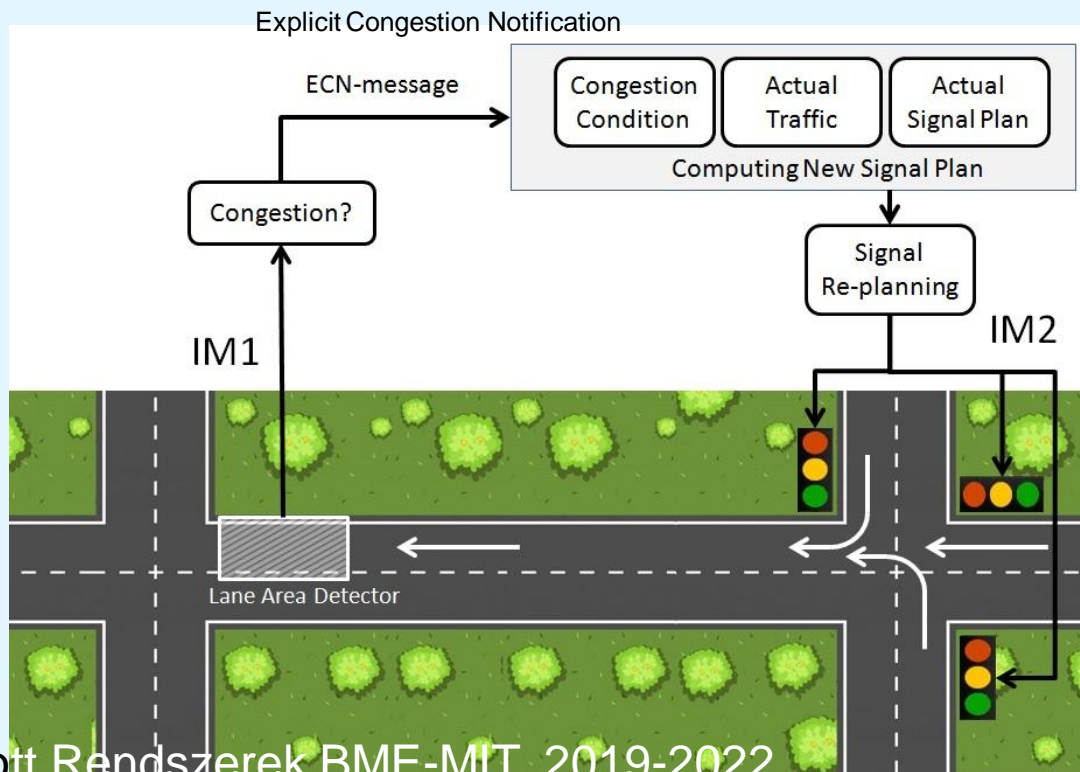 Explicit Congestion Notification
ECN-message
Congestion
Condition
Actual
Traffic
Actual
Signal Plan
Computing New Signal Plan
Congestion?
Signal
Re-planning
IM1
IM2
Lane Area Detector
Rendszerek BME-MIT 2019-2022